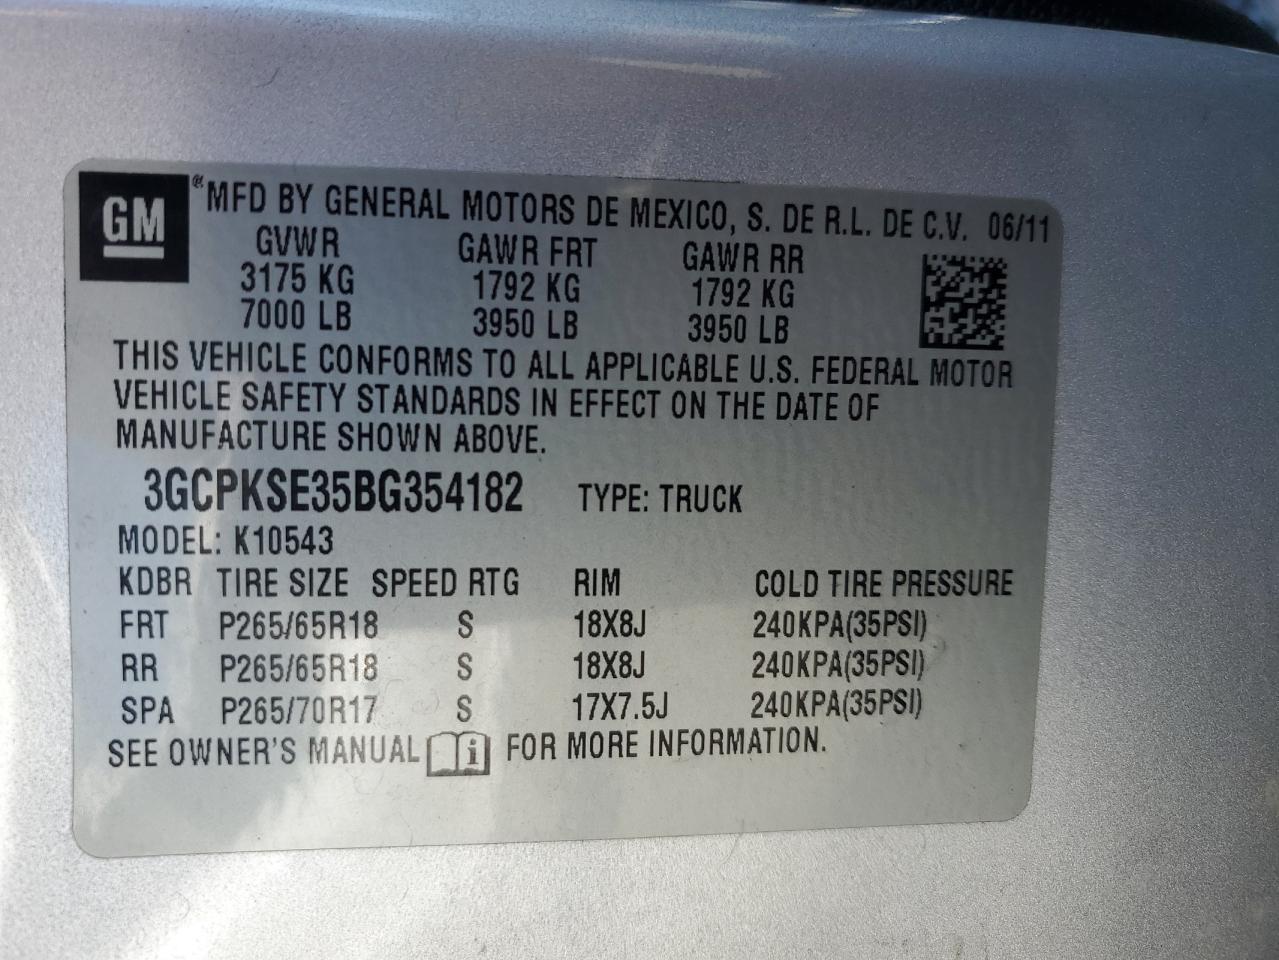 GM ® MFD BY GENERAL MOTORS DE MEXICO, S. DE R.L. DE C.V. 06/11
GVWR GAWR FRT GAWR RR
3175 KG 1792 KG 1792 KG
7000 LB 3950 LB 3950 LB
THIS VEHICLE CONFORMS TO ALL APPLICABLE U.S. FEDERAL MOTOR
VEHICLE SAFETY STANDARDS IN EFFECT ON THE DATE OF
MANUFACTURE SHOWN ABOVE.
3GCPKSE35BG354182 TYPE: TRUCK
MODEL: K10543
KDBR TIRE SIZE SPEED RTG RIM COLD TIRE PRESSURE
FRT P265/65R18 S 18X8J 240KPA(35PSI)
RR P265/65R18 S 18X8J 240KPA(35PSI)
SPA P265/70R17 S 17X7.5J 240KPA(35PSI)
SEE OWNER'S MANUAL i FOR MORE INFORMATION.